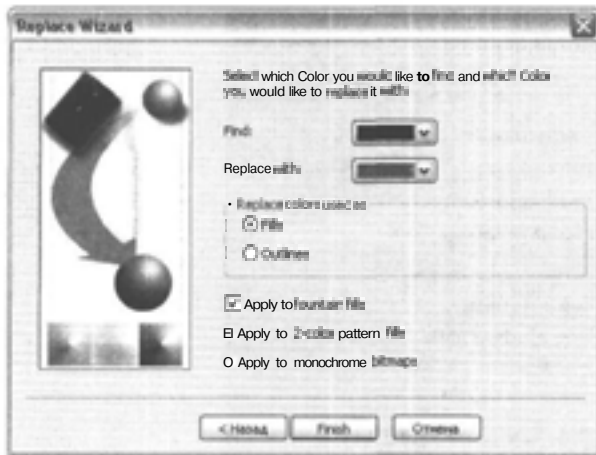 Replace Wizard
Select which Color you would like to find and which Color
you would like to replace it with:
Find:
Replace with:
Replace colors used as
Fills
Outlines
Apply to fountain fills
Apply to 2-color pattern fills
Apply to monochrome bitmaps
< Назад
Finish
Отмена